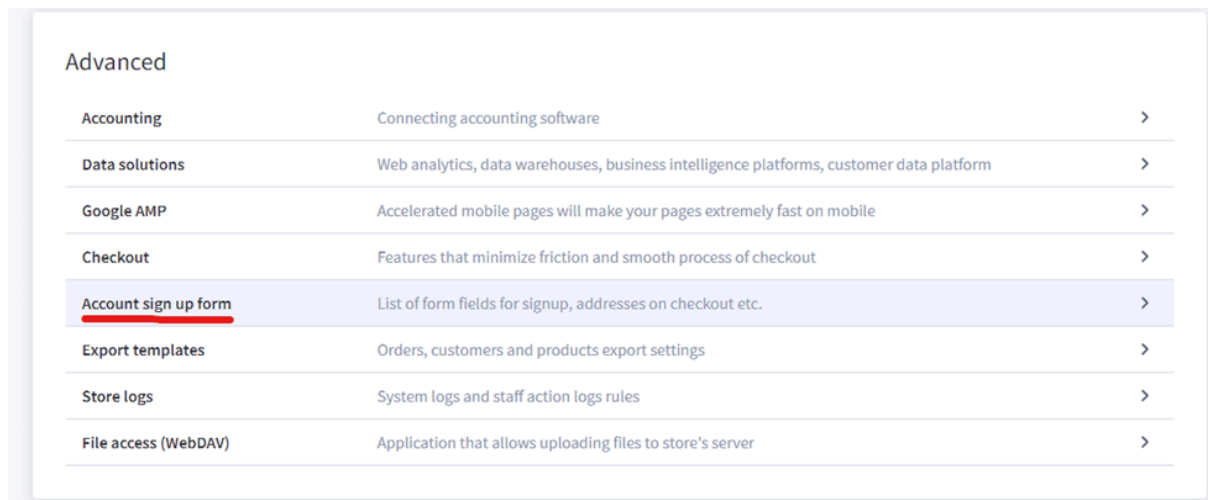 Advanced
Accounting Connecting accounting software
Data solutions Web analytics, data warehouses, business intelligence platforms, customer data platform
Google AMP Accelerated mobile pages will make your pages extremely fast on mobile
Checkout Features that minimize friction and smooth process of checkout
Account sign up form List of form fields for signup, addresses on checkout etc.
Export templates Orders, customers and products export settings
Store logs System logs and staff action logs rules
File access (WebDAV) Application that allows uploading files to store's server